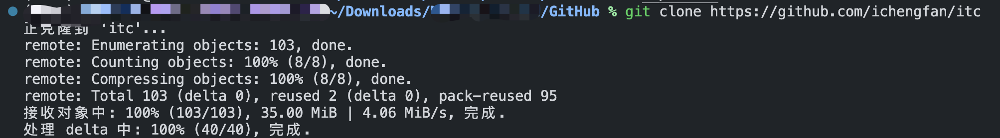 ~/Downloads/ /GitHub % git clone https://github.com/ichengfan/itc
正克隆到 'itc'...
remote: Enumerating objects: 103, done.
remote: Counting objects: 100% (8/8), done.
remote: Compressing objects: 100% (8/8), done.
remote: Total 103 (delta 0), reused 2 (delta 0), pack-reused 95
接收对象中: 100% (103/103), 35.00 MiB | 4.06 MiB/s, 完成.
处理 delta 中: 100% (40/40), 完成.